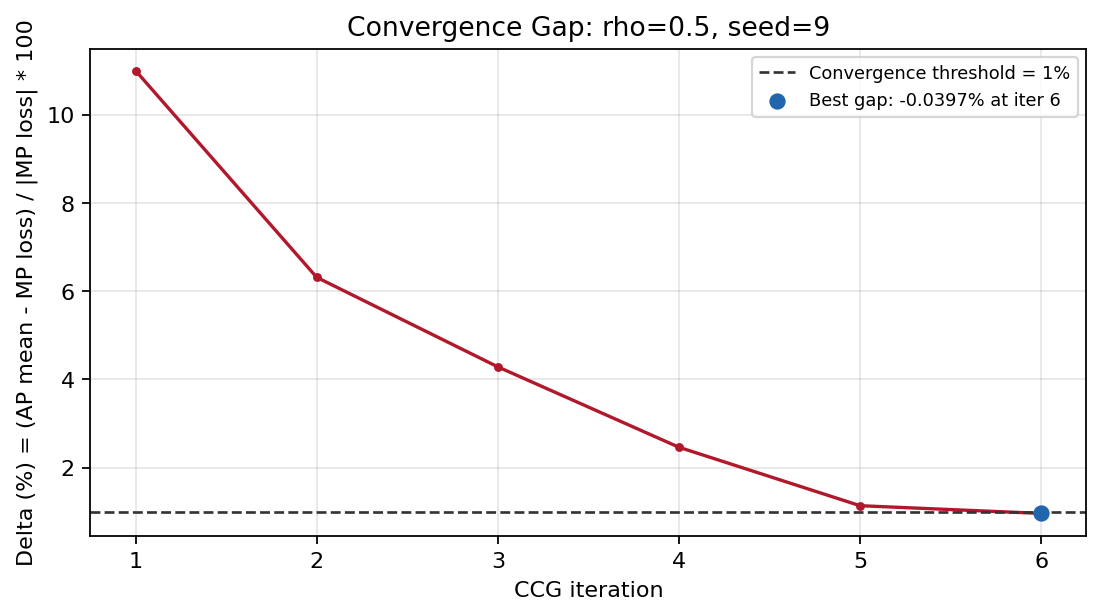 Convergence Gap: rho=0.5, seed=9
Delta (%) = (AP mean - MP loss) / |MP loss| * 100
10
8
6
4
2
Convergence threshold = 1%
Best gap: -0.0397% at iter 6
1 2 3 4 5 6
CCG iteration